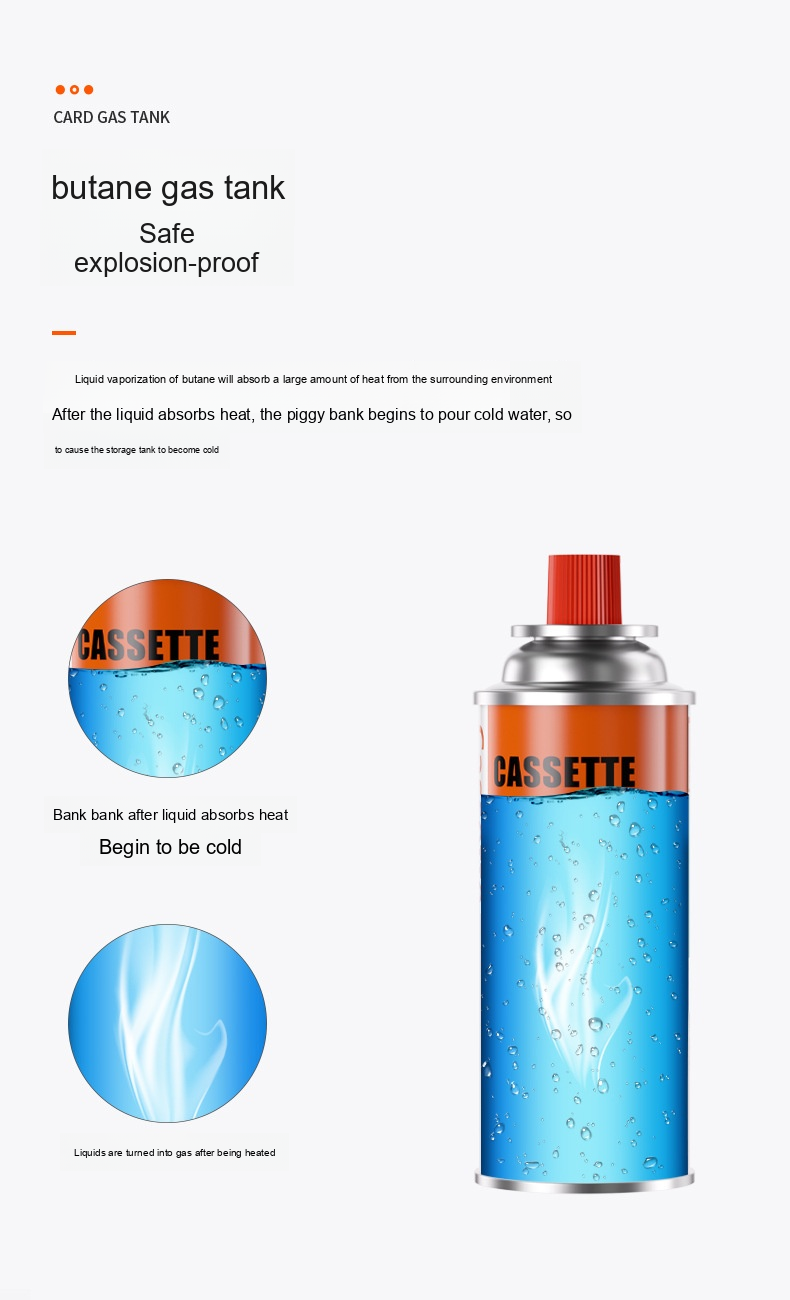 CARD GAS TANK
butane gas tank
Safe
explosion-proof
Liquid vaporization of butane will absorb a large amount of heat from the surrounding environment
After the liquid absorbs heat, the piggy bank begins to pour cold water, so
to cause the storage tank to become cold
CASSETTE
CASSETTE
Bank bank after liquid absorbs heat
Begin to be cold
Liquids are turned into gas after being heated